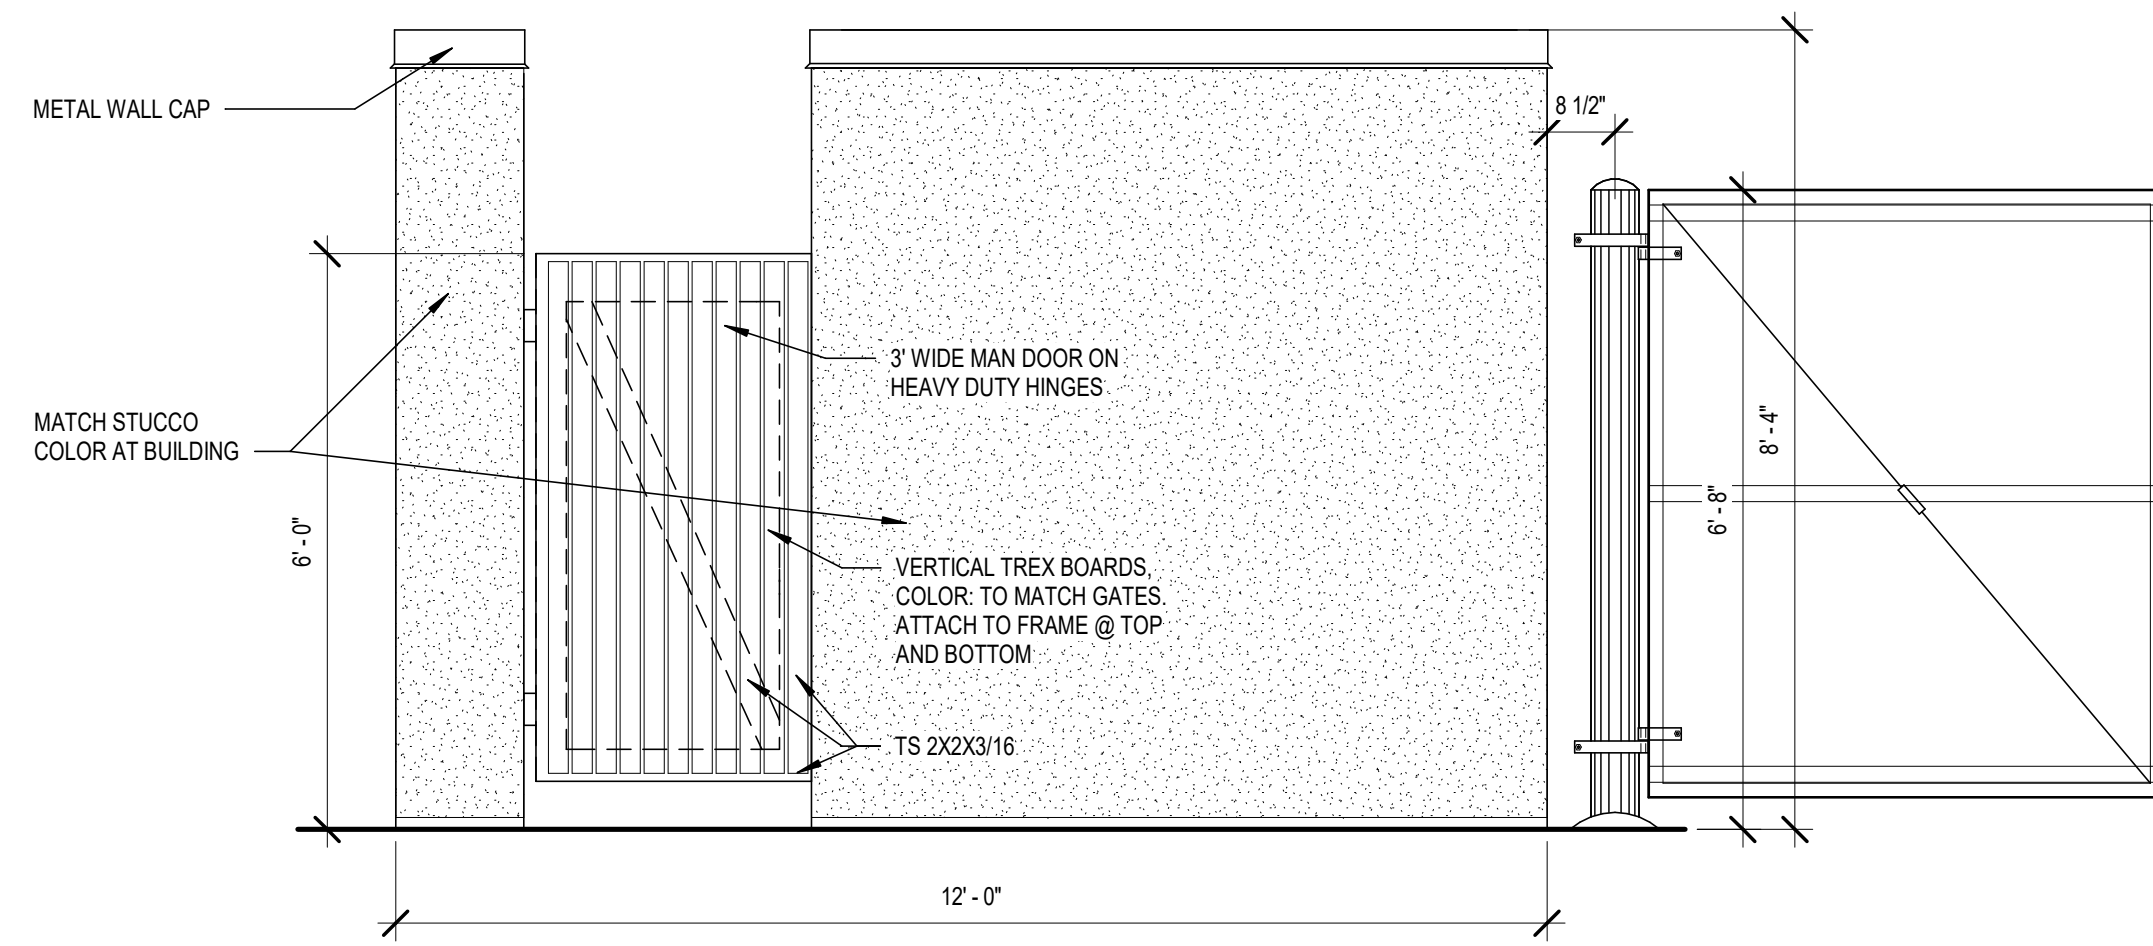 METAL WALL CAP
8 1/2"
3' WIDE MAN DOOR ON
HEAVY DUTY HINGES
MATCH STUCCO
COLOR AT BUILDING
8' - 4"
6' - 8"
6' - 0"
VERTICAL TREX BOARDS,
COLOR: TO MATCH GATES.
ATTACH TO FRAME @ TOP
AND BOTTOM
TS 2X2X3/16
12' - 0"